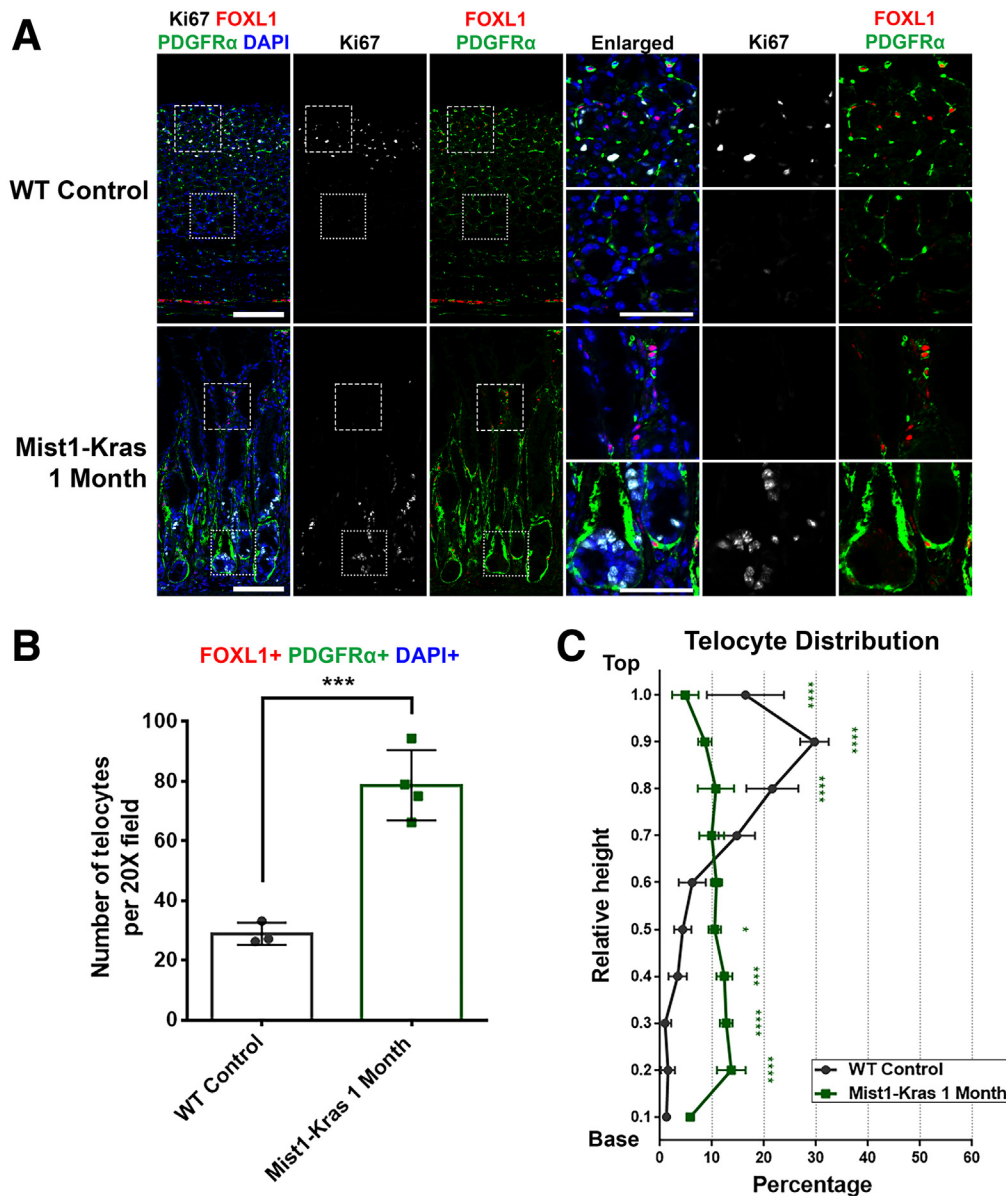 A
Ki67 FOXL1
PDGFRα DAPI
Ki67
FOXL1
PDGFRα
Enlarged
Ki67
FOXL1
PDGFRα
WT Control
Mist1-Kras
1 Month
B
FOXL1+ PDGFRα+ DAPI+
***
100
80
60
40
20
0
Number of telocytes
per 20X field
WT Control
Mist1-Kras 1 Month
C
Telocyte Distribution
Top
1.0
0.9
0.8
0.7
0.6
0.5
0.4
0.3
0.2
0.1
Base
Relative height
****
****
****
*
***
****
****
WT Control
Mist1-Kras 1 Month
0 10 20 30 40 50 60
Percentage